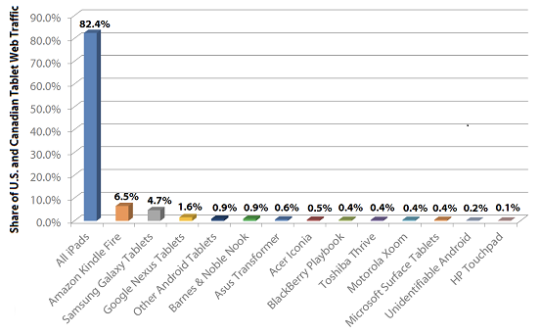 Share of U.S. and Canadian Tablet Web Traffic
90.0%
80.0%
70.0%
60.0%
50.0%
40.0%
30.0%
20.0%
10.0%
0.0%
82.4%
6.5%
4.7%
1.6%
0.9%
0.9%
0.6%
0.5%
0.4%
0.4%
0.4%
0.4%
0.2%
0.1%
All iPads
Amazon Kindle Fire
Samsung Galaxy Tablets
Google Nexus Tablets
Other Android Tablets
Barnes & Noble Nook
Asus Transformer
Acer Iconia
BlackBerry Playbook
Toshiba Thrive
Motorola Xoom
Microsoft Surface Tablets
Unidentifiable Android
HP Touchpad